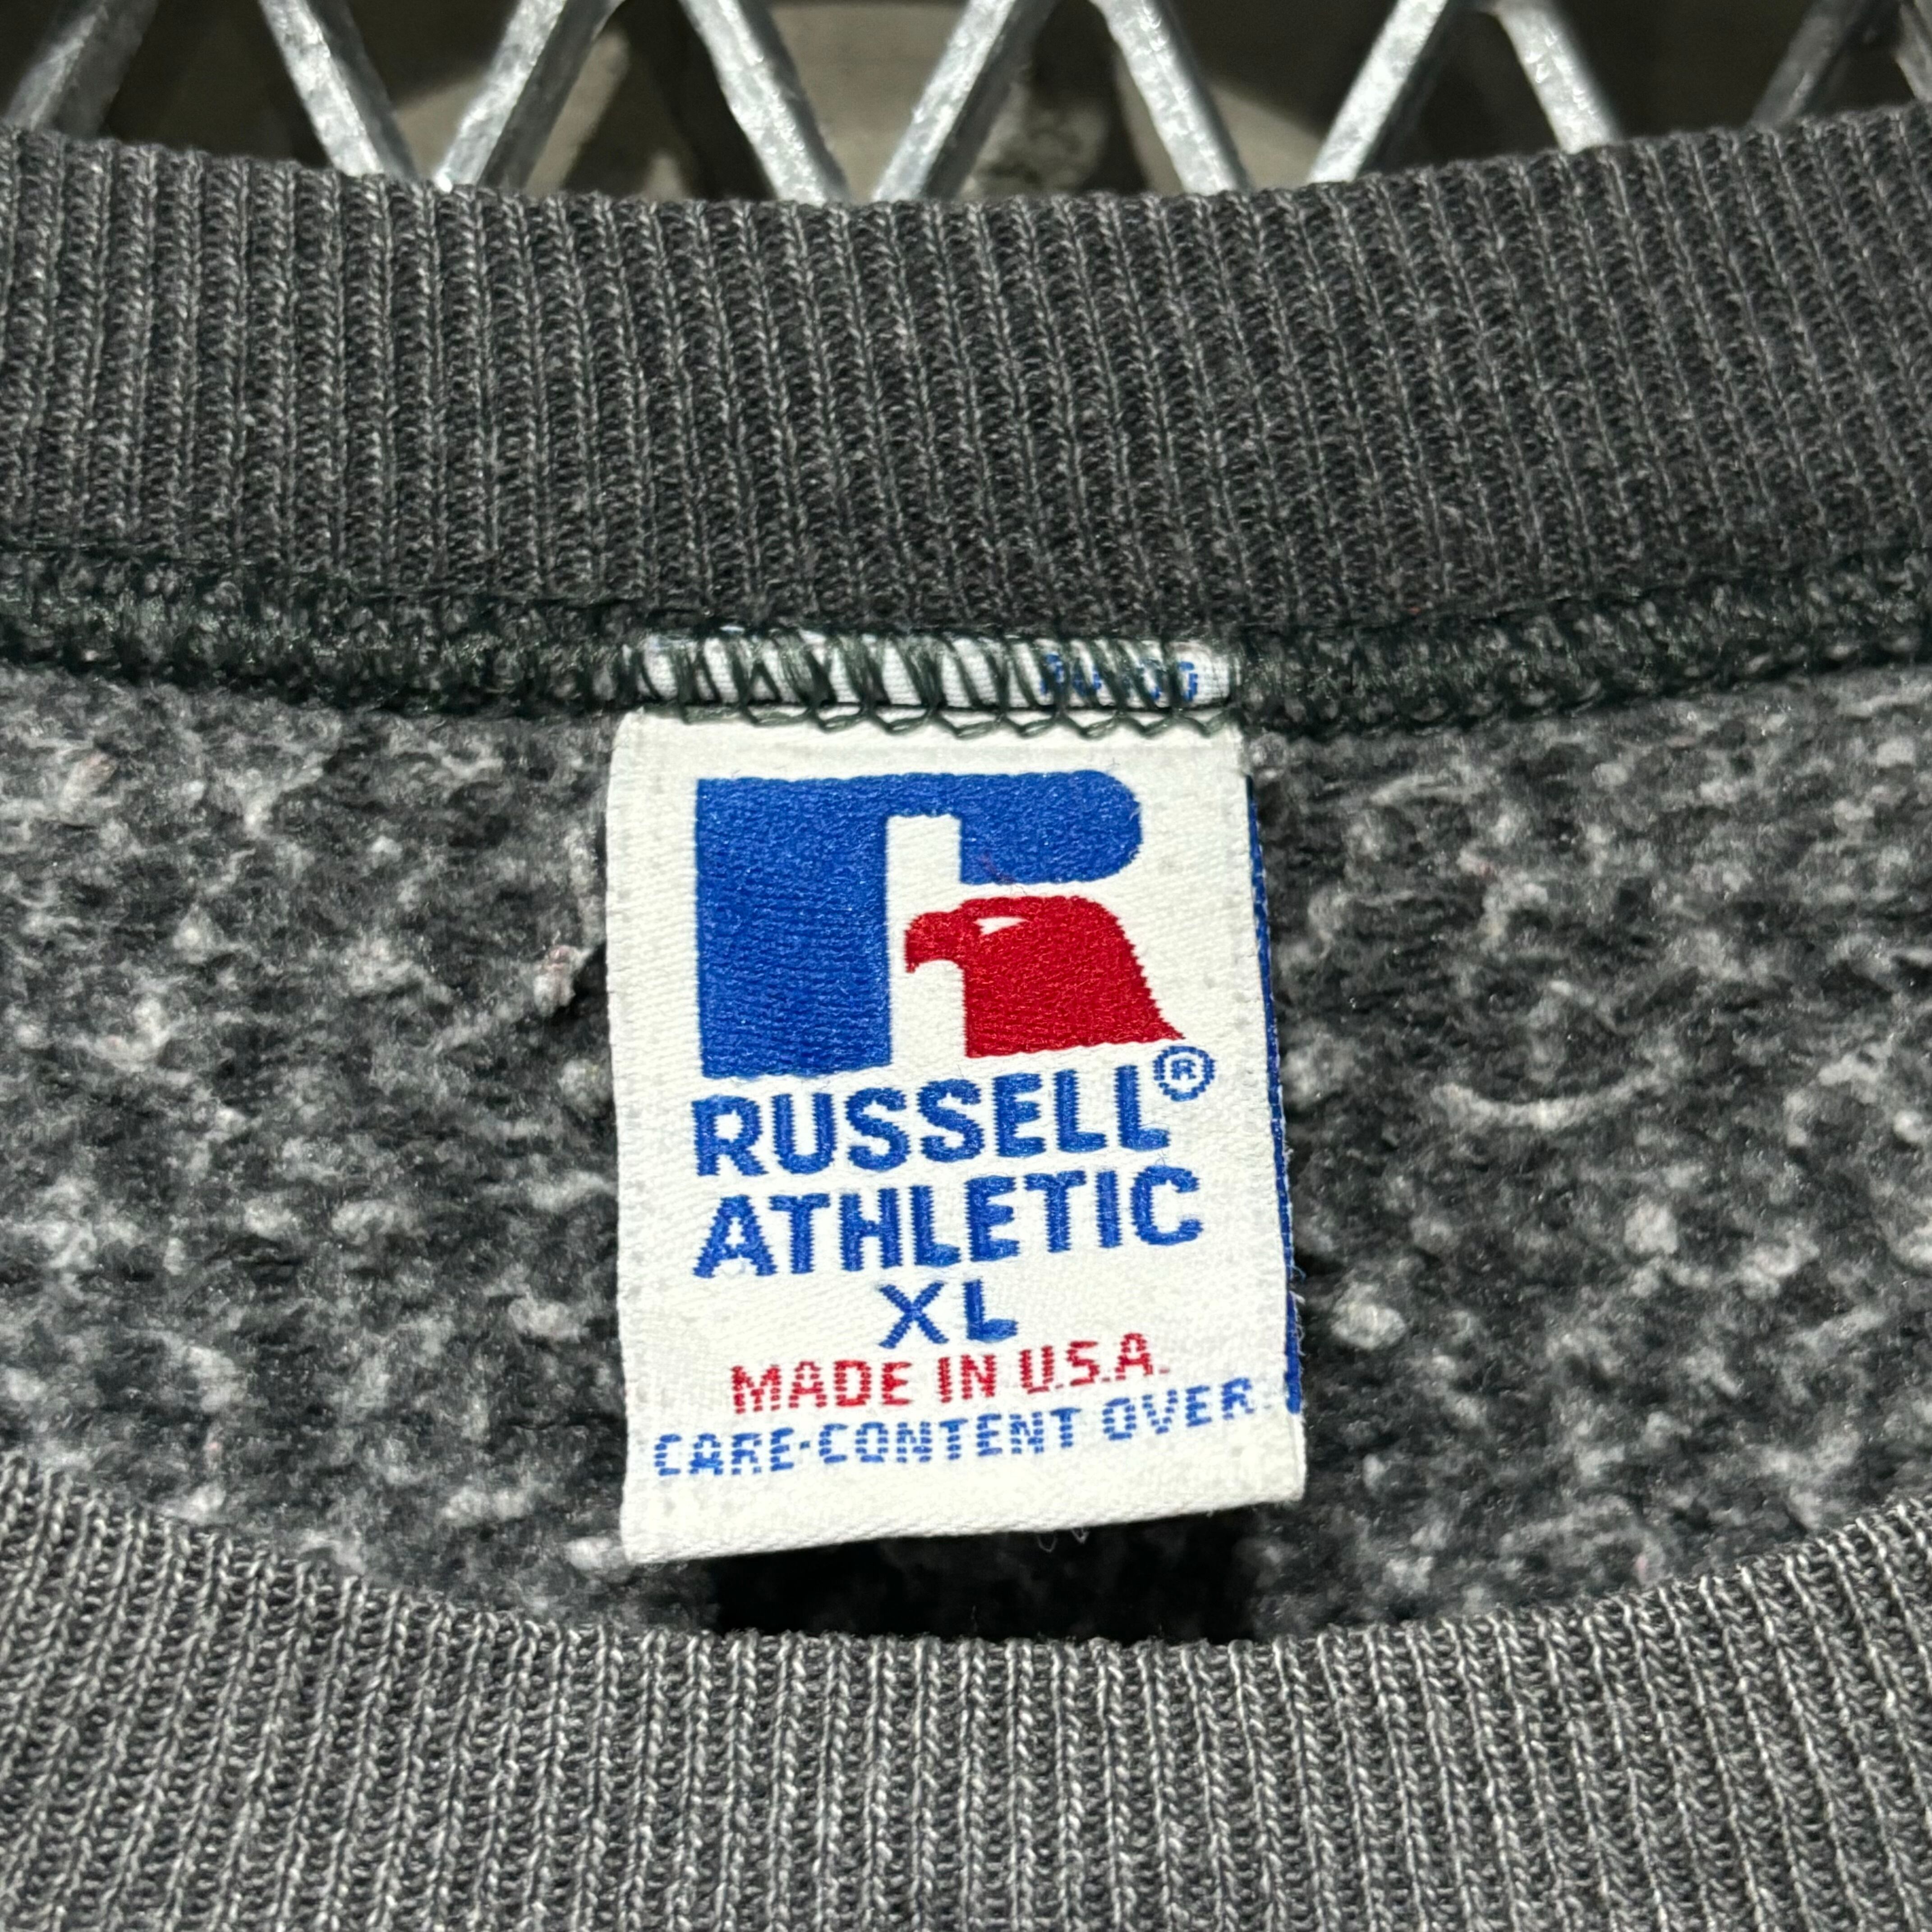 RUSSELL®
ATHLETIC
XL
MADE IN U.S.A.
CARE·CONTENT OVER